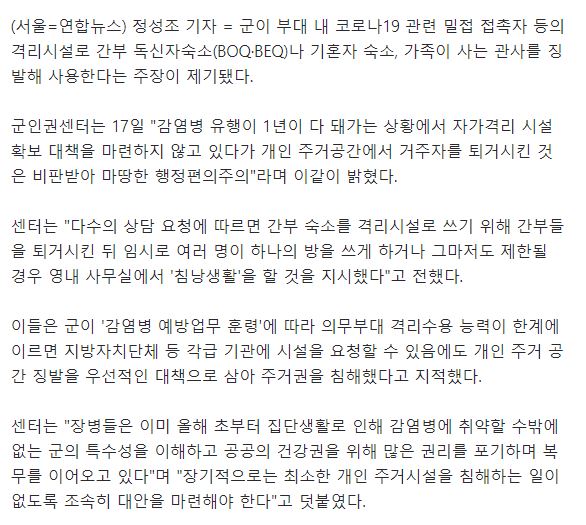 (서울=연합뉴스) 정성조 기자 = 군이 부대 내 코로나19 관련 밀접 접촉자 등의
격리시설로 간부 독신자숙소(BOQ·BEQ)나 기혼자 숙소, 가족이 사는 관사를 징
발해 사용한다는 주장이 제기됐다.
군인권센터는 17일 "감염병 유행이 1년이 다 돼가는 상황에서 자가격리 시설
확보 대책을 마련하지 않고 있다가 개인 주거공간에서 거주자를 퇴거시킨 것
은 비판받아 마땅한 행정편의주의"라며 이같이 밝혔다.
센터는 "다수의 상담 요청에 따르면 간부 숙소를 격리시설로 쓰기 위해 간부들
을 퇴거시킨 뒤 임시로 여러 명이 하나의 방을 쓰게 하거나 그마저도 제한될
경우 영내 사무실에서 '침낭생활'을 할 것을 지시했다"고 전했다.
이들은 군이 '감염병 예방업무 훈령'에 따라 의무부대 격리수용 능력이 한계에
이르면 지방자치단체 등 각급 기관에 시설을 요청할 수 있음에도 개인 주거 공
간 징발을 우선적인 대책으로 삼아 주거권을 침해했다고 지적했다.
센터는 "장병들은 이미 올해 초부터 집단생활로 인해 감염병에 취약할 수밖에
없는 군의 특수성을 이해하고 공공의 건강권을 위해 많은 권리를 포기하며 복
무를 이어오고 있다"며 "장기적으로는 최소한 개인 주거시설을 침해하는 일이
없도록 조속히 대안을 마련해야 한다"고 덧붙였다.